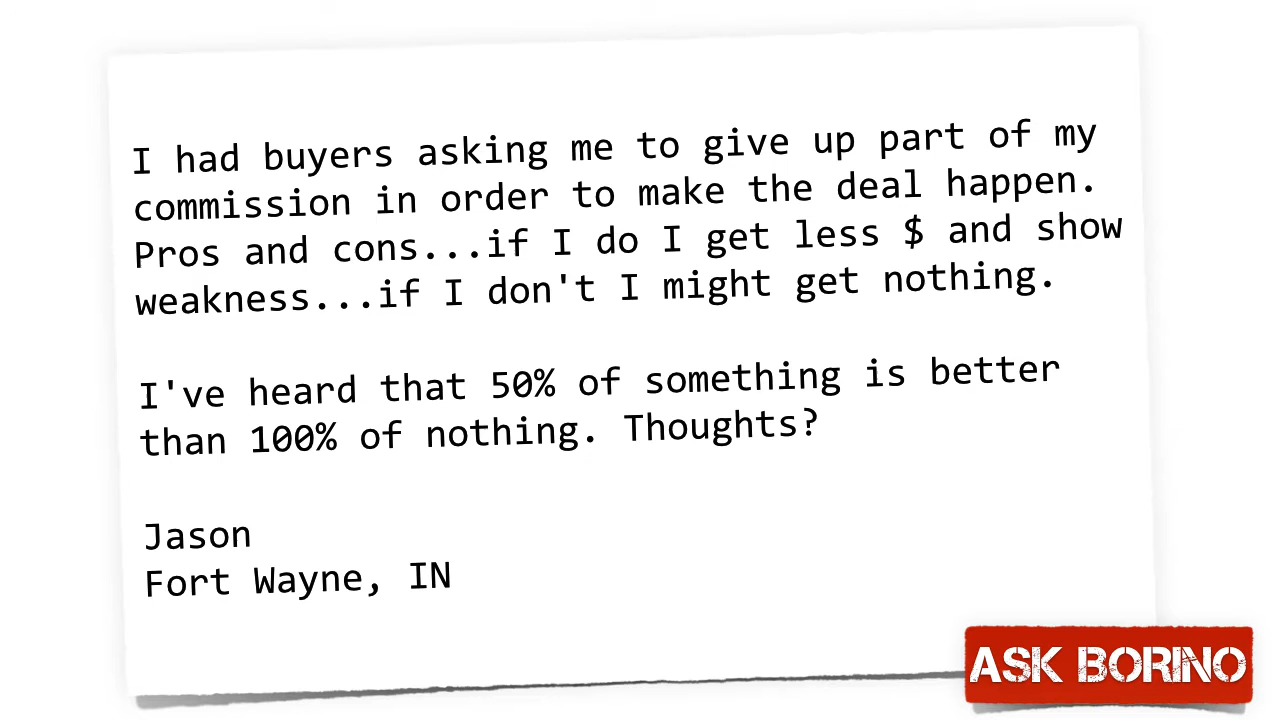 I had buyers asking me to give up part of my
commission in order to make the deal happen.
Pros and cons...if I do I get less $ and show
weakness...if I don't I might get nothing.
I've heard that 50% of something is better
than 100% of nothing. Thoughts?
Jason
Fort Wayne, IN
ASK BORINO